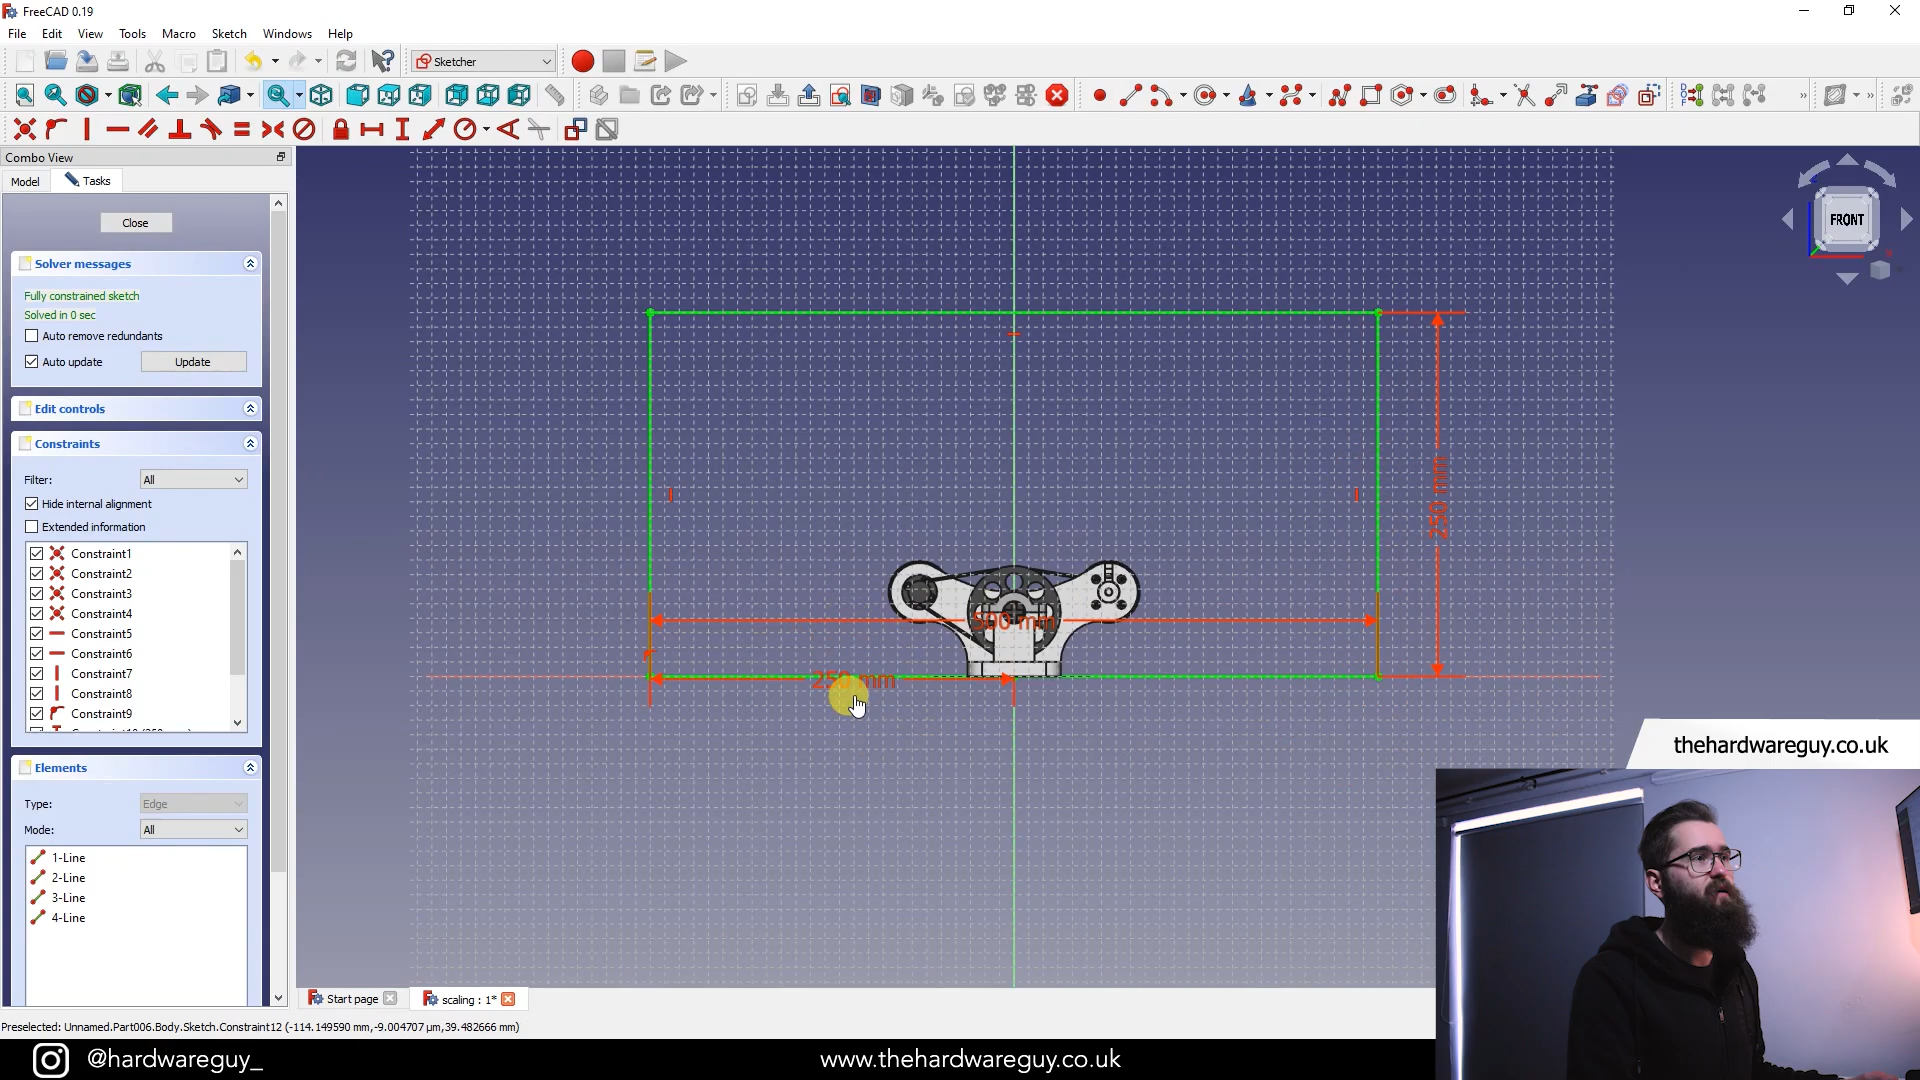 FreeCAD 0.19
File Edit View Tools Macro Sketch Windows Help
Sketcher
Combo View
Model Tasks
Close
Solver messages
Fully constrained sketch
Solved in 0 sec
Auto remove redundants
Auto update Update
Edit controls
Constraints
Filter: All
Hide internal alignment
Extended information
Constraint1
Constraint2
Constraint3
Constraint4
Constraint5
Constraint6
Constraint7
Constraint8
Constraint9
Elements
Type: Edge
Mode: All
1-Line
2-Line
3-Line
4-Line
FRONT
250 mm
500 mm
250 mm
Start page
scaling : 1*
Preselected: Unnamed.Part006.Body.Sketch.Constraint12 (-114.149590 mm,-9.004707 µm,39.482666 mm)
thehardwareguy.co.uk
@hardwareguy_
www.thehardwareguy.co.uk